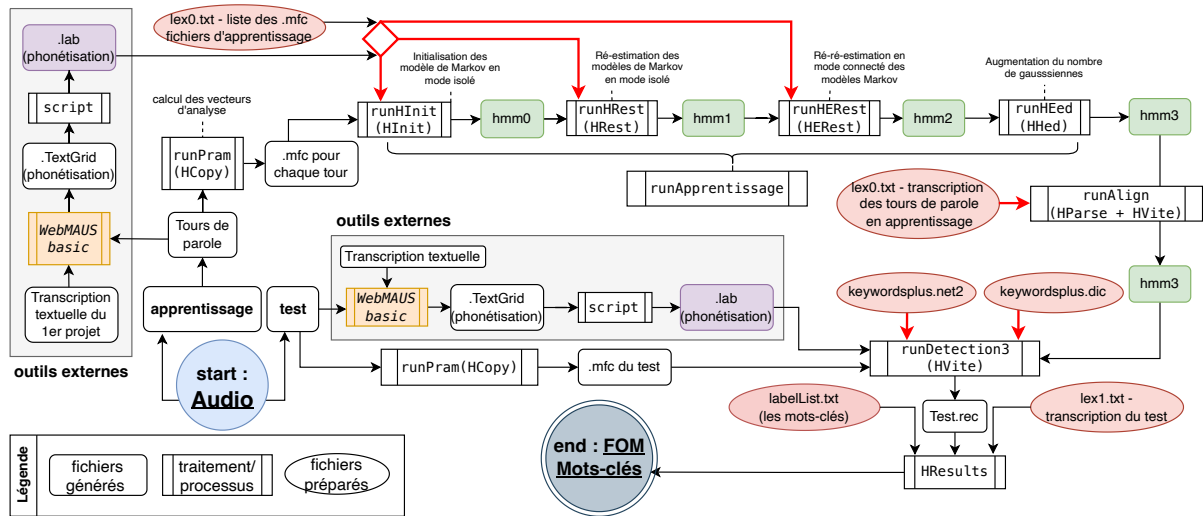 lex0.txt - liste des .mfc
fichiers d'apprentissage
.lab
(phonétisation)
script
.TextGrid
(phonétisation)
WebMAUS
basic
Transcription
textuelle du
1er projet
outils externes
calcul des vecteurs
d'analyse
runPram
(HCopy)
.mfc pour
chaque tour
Tours de
parole
Initialisation des
modèle de Markov en
mode isolé
runHInit
(HInit)
hmm0
Ré-estimation des
modèles de Markov
en mode isolé
runHRest
(HRest)
hmm1
Ré-ré-estimation en
mode connecté des
modèles Markov
runHERest
(HERest)
hmm2
Augmentation du nombre
de gausssiennes
runHEed
(HHed)
hmm3
runApprentissage
lex0.txt - transcription
des tours de parole
en apprentissage
runAlign
(HParse + HVite)
hmm3
apprentissage
test
start :
Audio
outils externes
Transcription textuelle
WebMAUS
basic
.TextGrid
(phonétisation)
script
.lab
(phonétisation)
keywordsplus.net2
keywordsplus.dic
runPram(HCopy)
.mfc du test
runDetection3
(HVite)
labelList.txt
(les mots-clés)
Test.rec
lex1.txt -
transcription du test
HResults
end : FOM
Mots-clés
Légende
fichiers
générés
traitement/
processus
fichiers
préparés